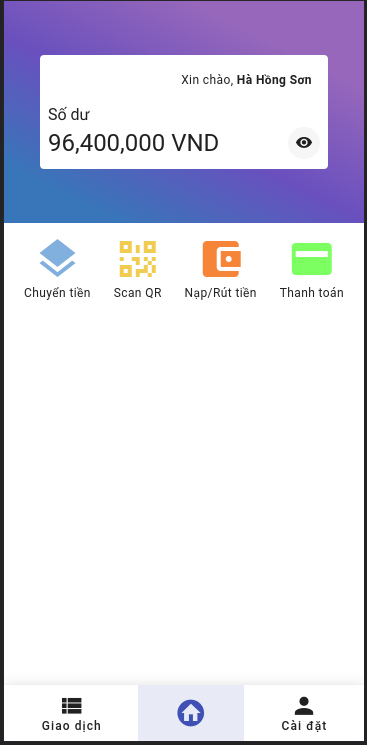 Xin chào, Hà Hồng Sơn
Số dư
96,400,000 VND
Chuyển tiền
Scan QR
Nạp/Rút tiền
Thanh toán
Giao dịch
Cài đặt